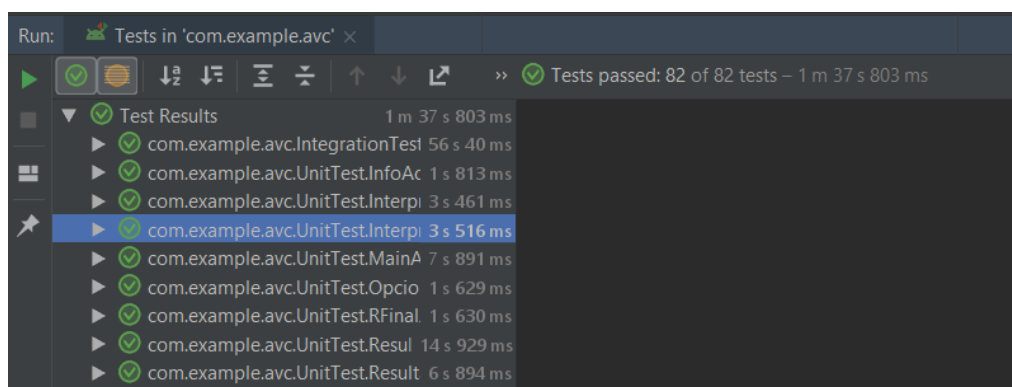 Run: Tests in 'com.example.avc' ×
» Tests passed: 82 of 82 tests – 1 m 37 s 803 ms
Test Results 1 m 37 s 803 ms
com.example.avc.IntegrationTest 56 s 40 ms
com.example.avc.UnitTest.InfoAc 1 s 813 ms
com.example.avc.UnitTest.Interp 3 s 461 ms
com.example.avc.UnitTest.Interp 3 s 516 ms
com.example.avc.UnitTest.MainA 7 s 891 ms
com.example.avc.UnitTest.Opcio 1 s 629 ms
com.example.avc.UnitTest.RFinal. 1 s 630 ms
com.example.avc.UnitTest.Resul 14 s 929 ms
com.example.avc.UnitTest.Result 6 s 894 ms